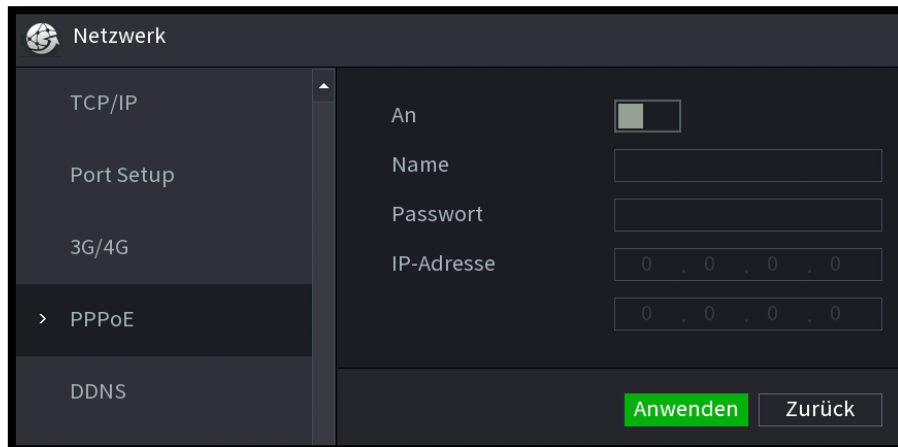 Netzwerk
TCP/IP
Port Setup
3G/4G
PPPoE
DDNS
An
Name
Passwort
IP-Adresse
0 . 0 . 0 . 0
0 . 0 . 0 . 0
Anwenden
Zurück